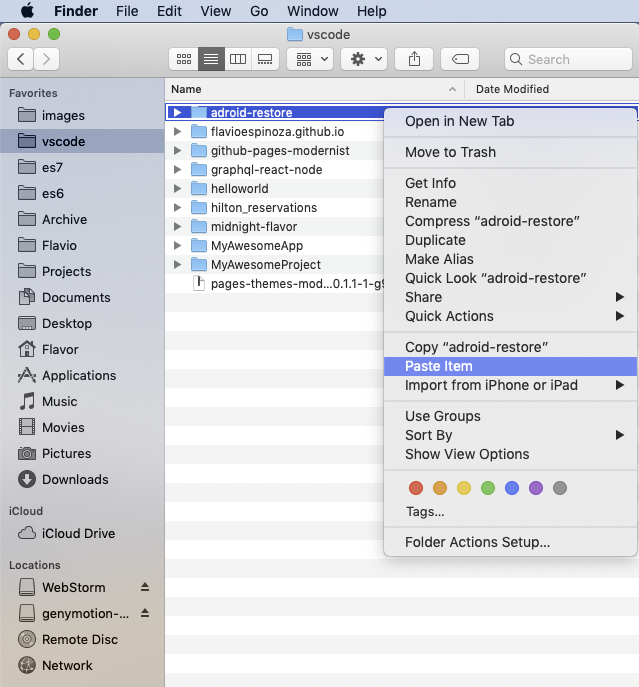 Finder File Edit View Go Window Help
vscode
Search
Favorites
images
vscode
es7
es6
Archive
Flavio
Projects
Documents
Desktop
Flavor
Applications
Music
Movies
Pictures
Downloads
iCloud
iCloud Drive
Locations
WebStorm
genymotion-...
Remote Disc
Network
Name Date Modified
adroid-restore
flavioespinoza.github.io
github-pages-modernist
graphql-react-node
helloworld
hilton_reservations
midnight-flavor
MyAwesomeApp
MyAwesomeProject
pages-themes-mod...0.1.1-1-g9
Open in New Tab
Move to Trash
Get Info
Rename
Compress “adroid-restore”
Duplicate
Make Alias
Quick Look “adroid-restore”
Share
Quick Actions
Copy “adroid-restore”
Paste Item
Import from iPhone or iPad
Use Groups
Sort By
Show View Options
Tags...
Folder Actions Setup...